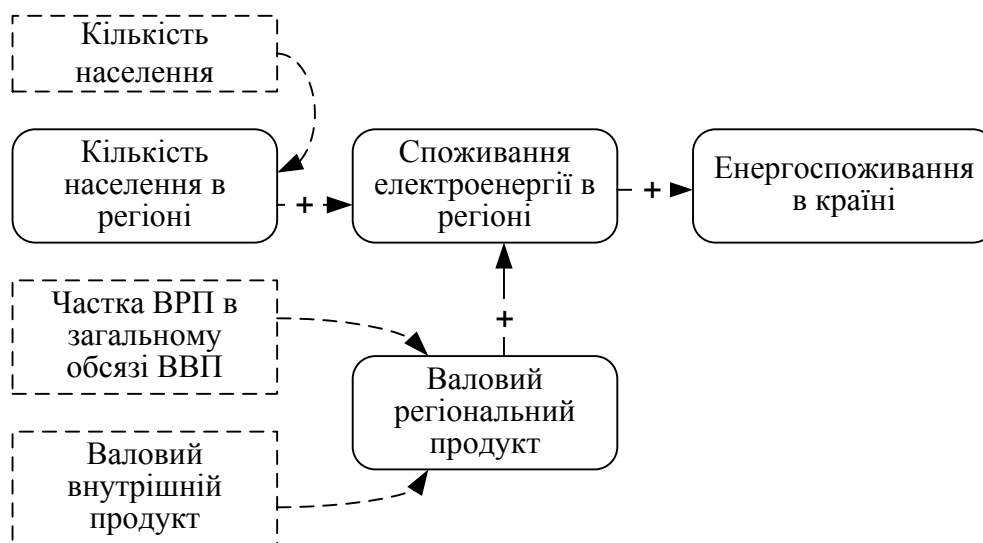 Кількість
населення
Кількість
населення в
регіоні
+
Споживання
електроенергії в
регіоні
+
Енергоспоживання
в країні
Частка ВРП в
загальному
обсязі ВВП
+
Валовий
регіональний
продукт
Валовий
внутрішній
продукт